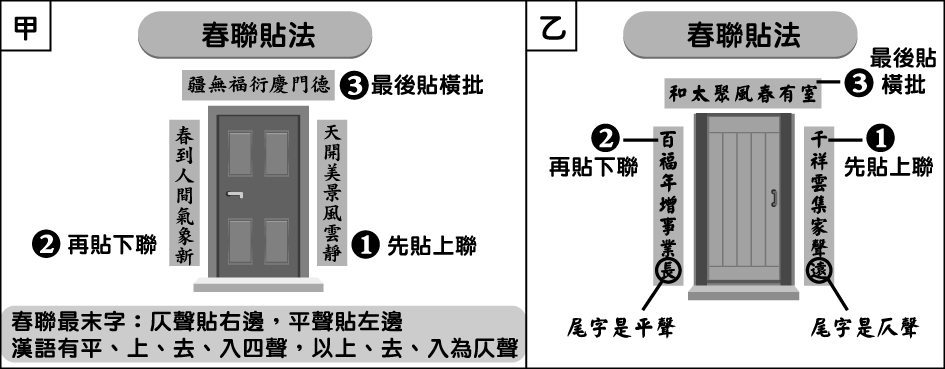 甲
春聯貼法
德門慶衍福無疆
❸最後貼橫批
天開美景風雲靜
春到人間氣象新
❷再貼下聯
❶先貼上聯
春聯最末字：仄聲貼右邊，平聲貼左邊
漢語有平、上、去、入四聲，以上、去、入為仄聲
乙
春聯貼法
最後貼
❸橫批
室有春風聚太和
❷
再貼下聯
❶
先貼上聯
千祥雲集家聲遠
百福年增事業長
尾字是平聲
尾字是仄聲